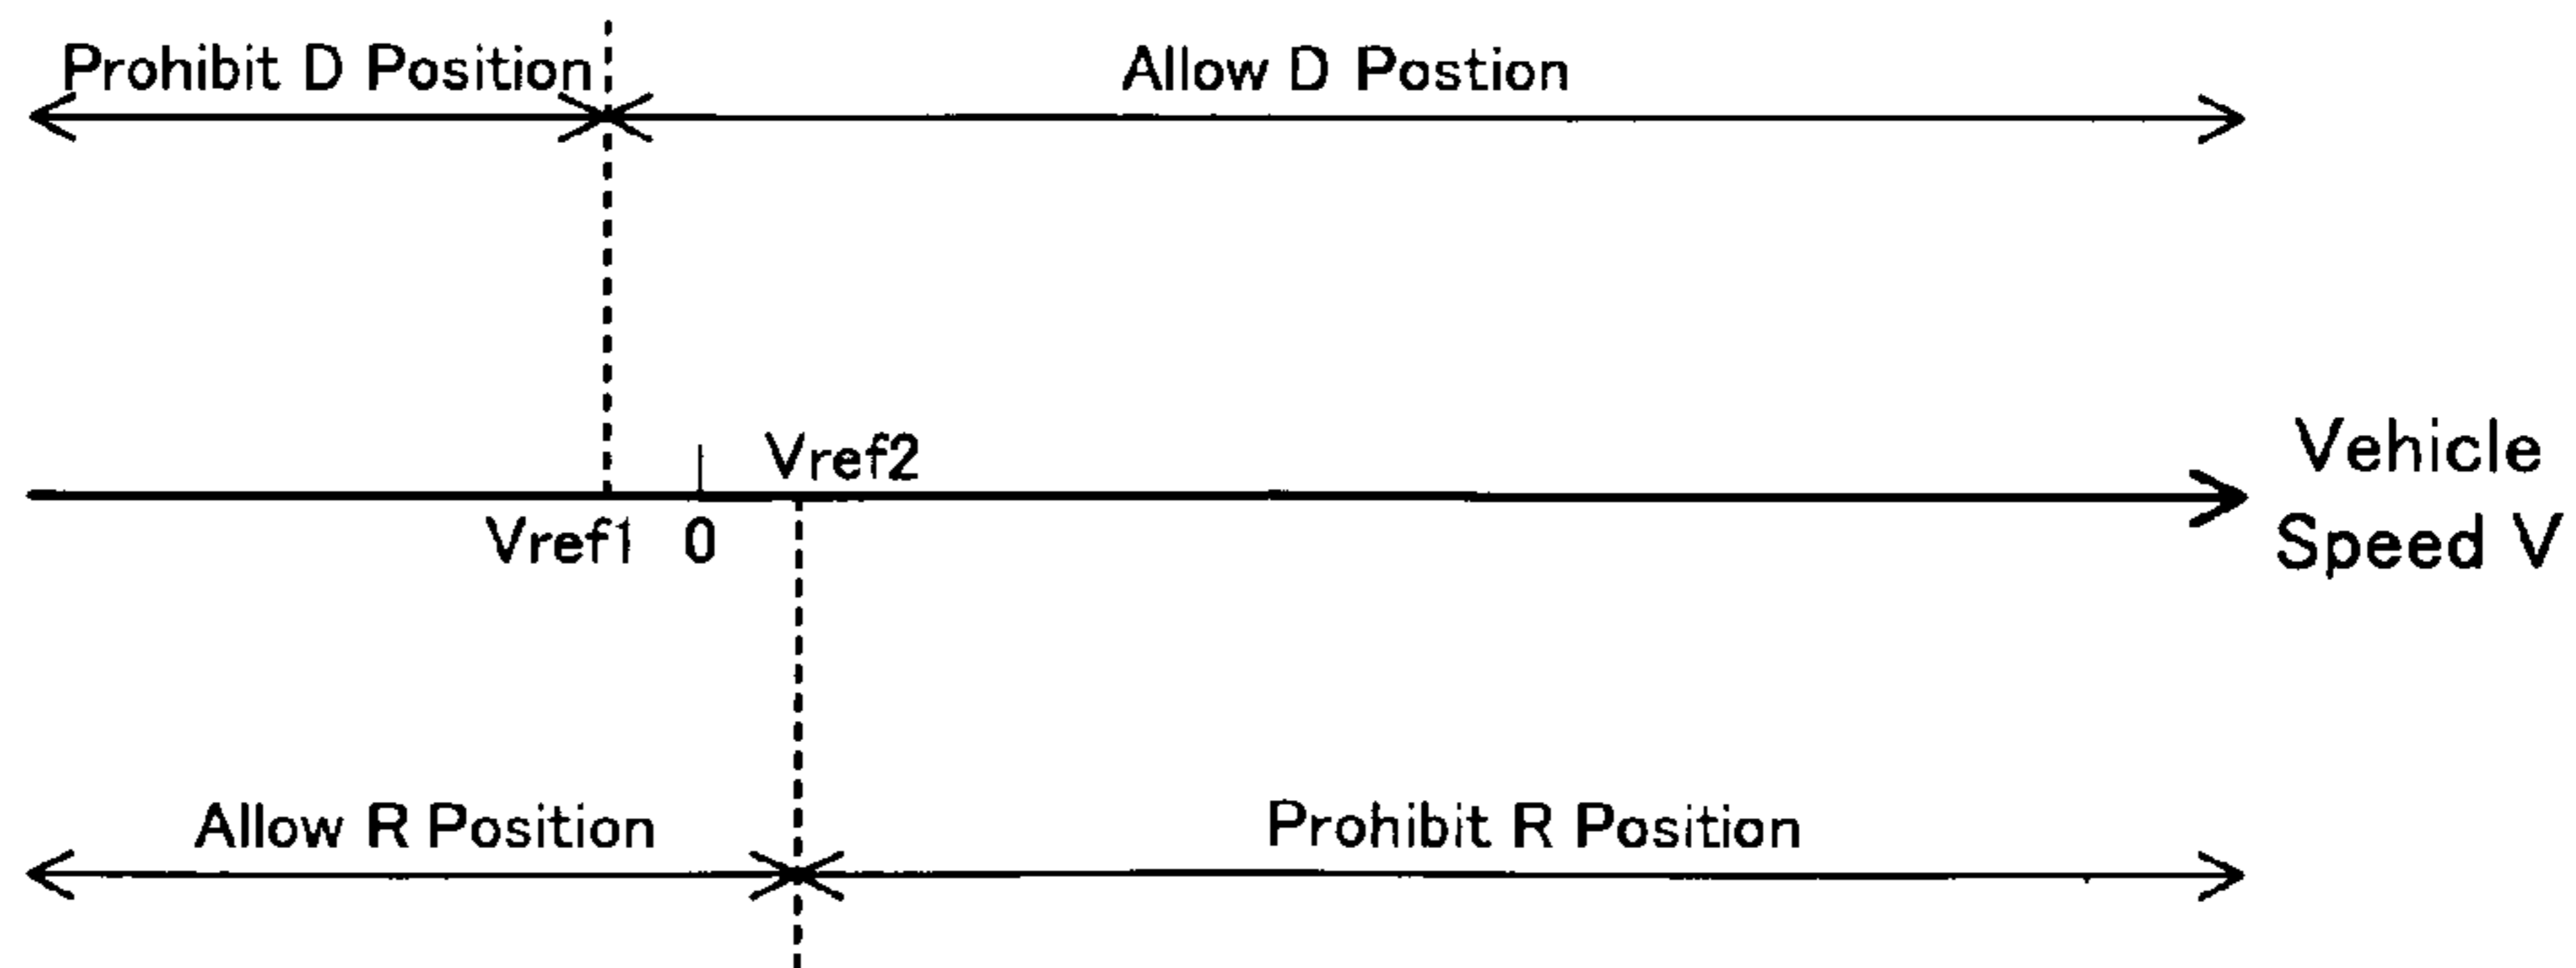 Prohibit D Position
Allow D Postion
Vref2
Vehicle
Speed V
Vref1
0
Allow R Position
Prohibit R Position